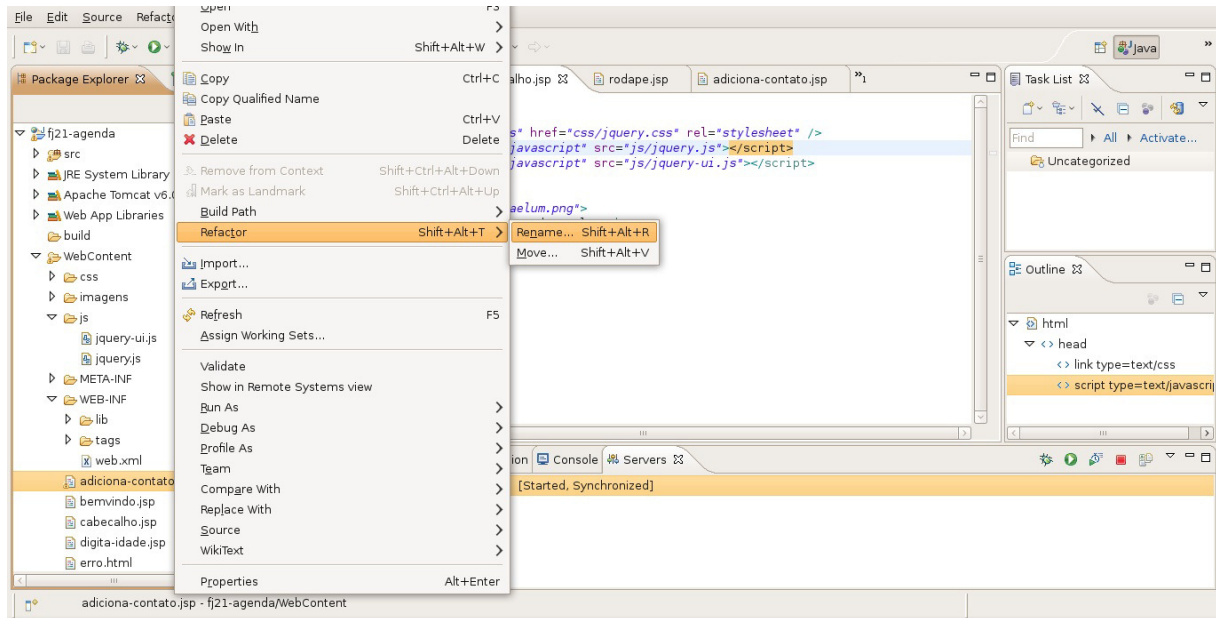 File Edit Source Refacto
Open F3
Open With
Show In Shift+Alt+W
Copy Ctrl+C
Copy Qualified Name
Paste Ctrl+V
Delete Delete
Remove from Context Shift+Ctrl+Alt+Down
Mark as Landmark Shift+Ctrl+Alt+Up
Build Path
Refactor Shift+Alt+T
Import...
Export...
Refresh F5
Assign Working Sets...
Validate
Show in Remote Systems view
Run As
Debug As
Profile As
Team
Compare With
Replace With
Source
WikiText
Properties Alt+Enter
Rename... Shift+Alt+R
Move... Shift+Alt+V
Java
Package Explorer
fj21-agenda
src
JRE System Library
Apache Tomcat v6.0
Web App Libraries
build
WebContent
css
imagens
js
jquery-ui.js
jquery.js
META-INF
WEB-INF
lib
tags
web.xml
adiciona-contato
bemvindo.jsp
cabecalho.jsp
digita-idade.jsp
erro.html
alho.jsp rodape.jsp adiciona-contato.jsp »1
s" href="css/jquery.css" rel="stylesheet" />
javascript" src="js/jquery.js"></script>
javascript" src="js/jquery-ui.js"></script>
aelum.png">
Task List
Find All Activate...
Uncategorized
Outline
html
head
link type=text/css
script type=text/javascrip
ion Console Servers
[Started, Synchronized]
adiciona-contato.jsp - fj21-agenda/WebContent